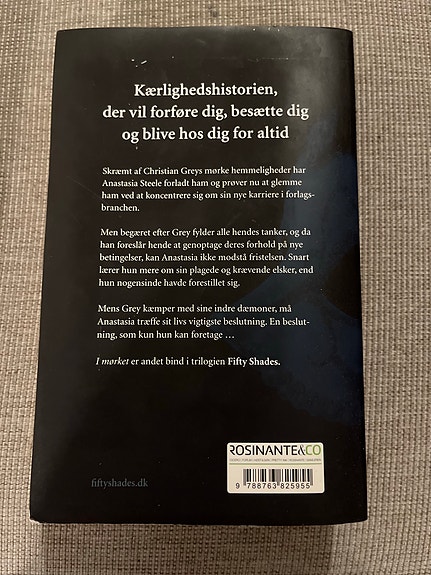 Kærlighedshistorien,
der vil forføre dig, besætte dig
og blive hos dig for altid
Skræmt af Christian Greys mørke hemmeligheder har
Anastasia Steele forladt ham og prøver nu at glemme
ham ved at koncentrere sig om sin nye karriere i forlags-
branchen.
Men begæret efter Grey fylder alle hendes tanker, og da
han foreslår hende at genoptage deres forhold på nye
betingelser, kan Anastasia ikke modstå fristelsen. Snart
lærer hun mere om sin plagede og krævende elsker, end
hun nogensinde havde forestillet sig.
Mens Grey kæmper med sine indre dæmoner, må
Anastasia træffe sit livs vigtigste beslutning. En beslut-
ning, som kun hun kan foretage …
I mørket er andet bind i trilogien Fifty Shades.
ROSINANTE&CO
fiftyshades.dk
9 788763 825955